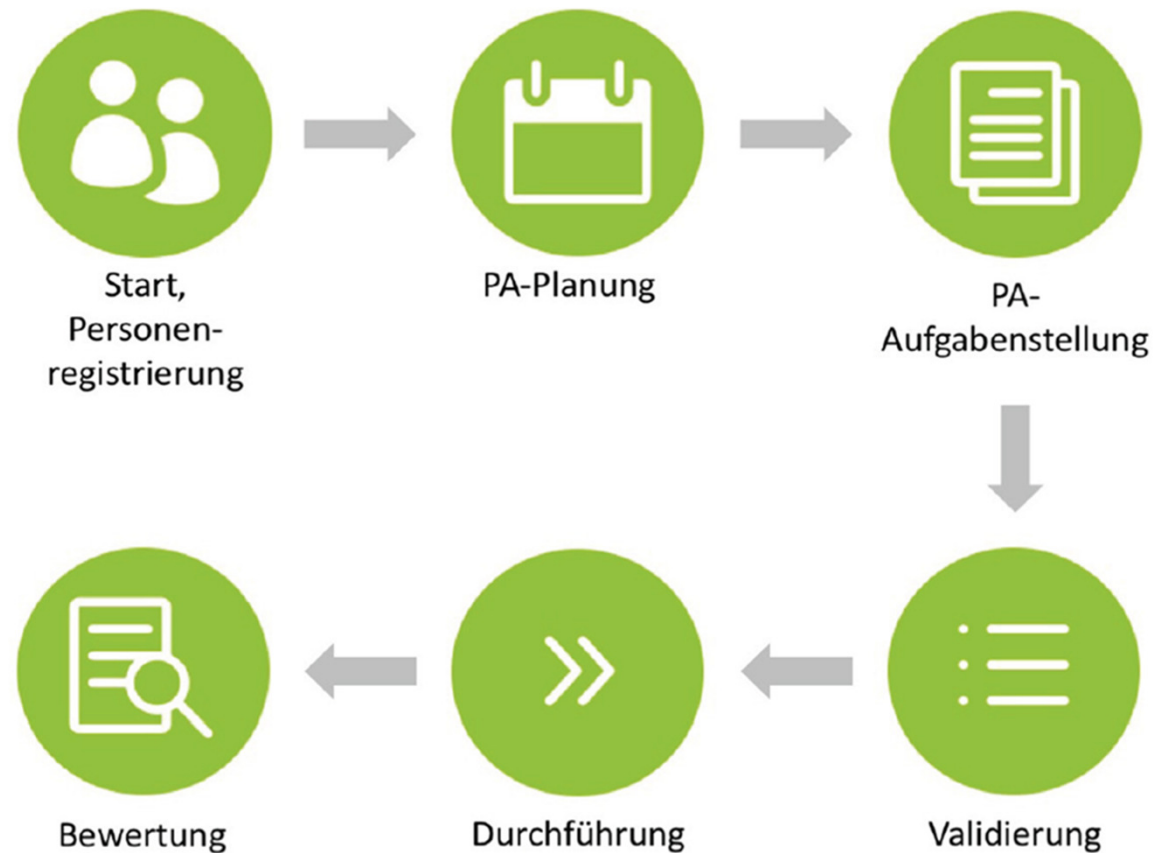 Start,
Personen-
registrierung
PA-Planung
PA-
Aufgabenstellung
Bewertung
Durchführung
Validierung